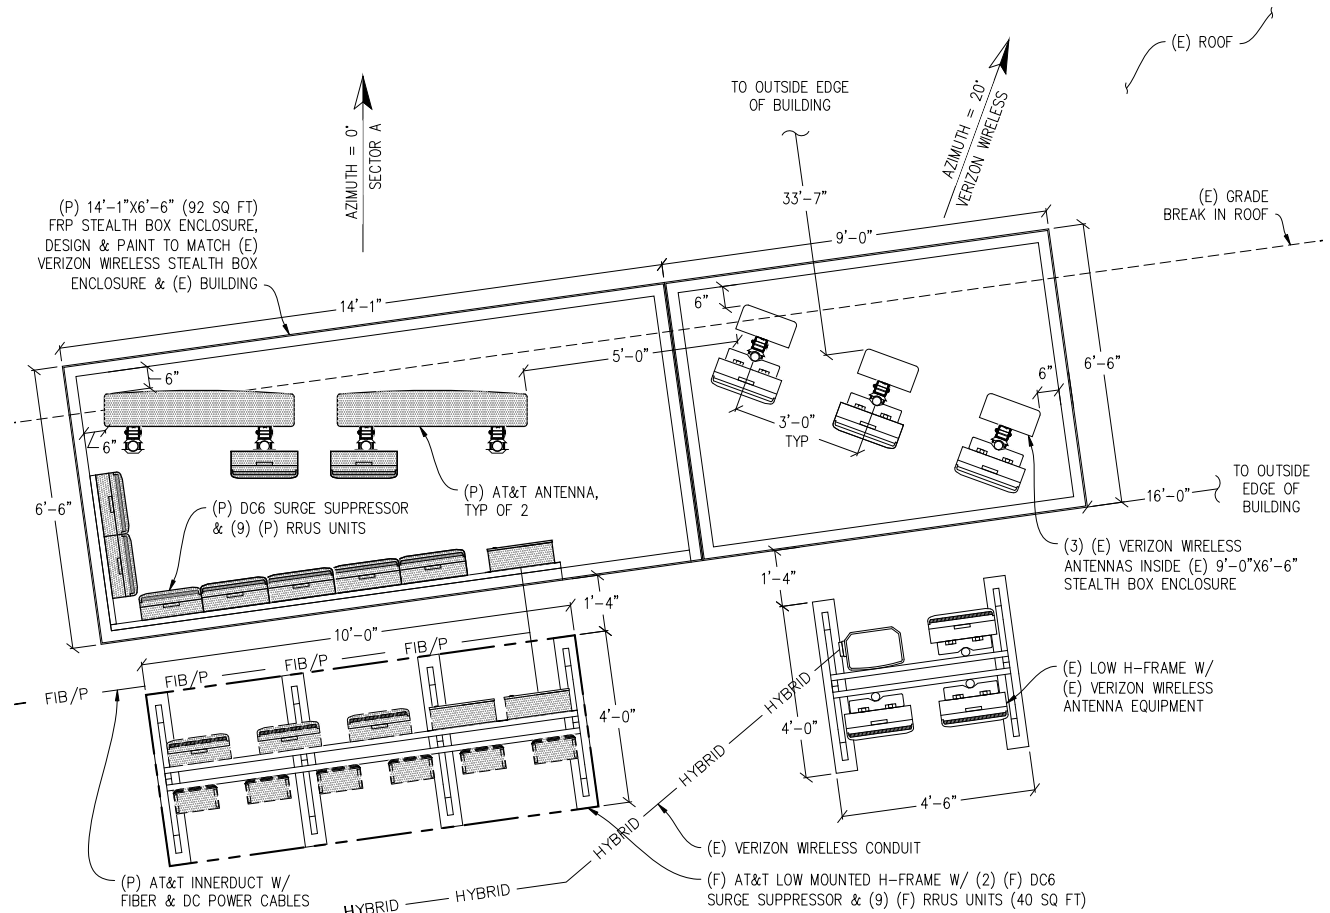 (E) ROOF
TO OUTSIDE EDGE
OF BUILDING
AZIMUTH = 0°
SECTOR A
AZIMUTH = 20°
VERIZON WIRELESS
(P) 14'-1"X6'-6" (92 SQ FT)
FRP STEALTH BOX ENCLOSURE,
DESIGN & PAINT TO MATCH (E)
VERIZON WIRELESS STEALTH BOX
ENCLOSURE & (E) BUILDING
33'-7"
(E) GRADE
BREAK IN ROOF
9'-0"
14'-1"
6"
5'-0"
6"
6"
6'-6"
3'-0"
TYP
6"
6'-6"
(P) DC6 SURGE SUPPRESSOR
& (9) (P) RRUS UNITS
(P) AT&T ANTENNA,
TYP OF 2
16'-0"
TO OUTSIDE
EDGE OF
BUILDING
(3) (E) VERIZON WIRELESS
ANTENNAS INSIDE (E) 9'-0"X6'-6"
STEALTH BOX ENCLOSURE
1'-4"
1'-4"
10'-0"
FIB/P
FIB/P
FIB/P
FIB/P
4'-0"
HYBRID
4'-0"
(E) LOW H-FRAME W/
(E) VERIZON WIRELESS
ANTENNA EQUIPMENT
HYBRID
4'-6"
HYBRID
(E) VERIZON WIRELESS CONDUIT
(P) AT&T INNERDUCT W/
FIBER & DC POWER CABLES
HYBRID
HYBRID
(F) AT&T LOW MOUNTED H-FRAME W/ (2) (F) DC6
SURGE SUPPRESSOR & (9) (F) RRUS UNITS (40 SQ FT)